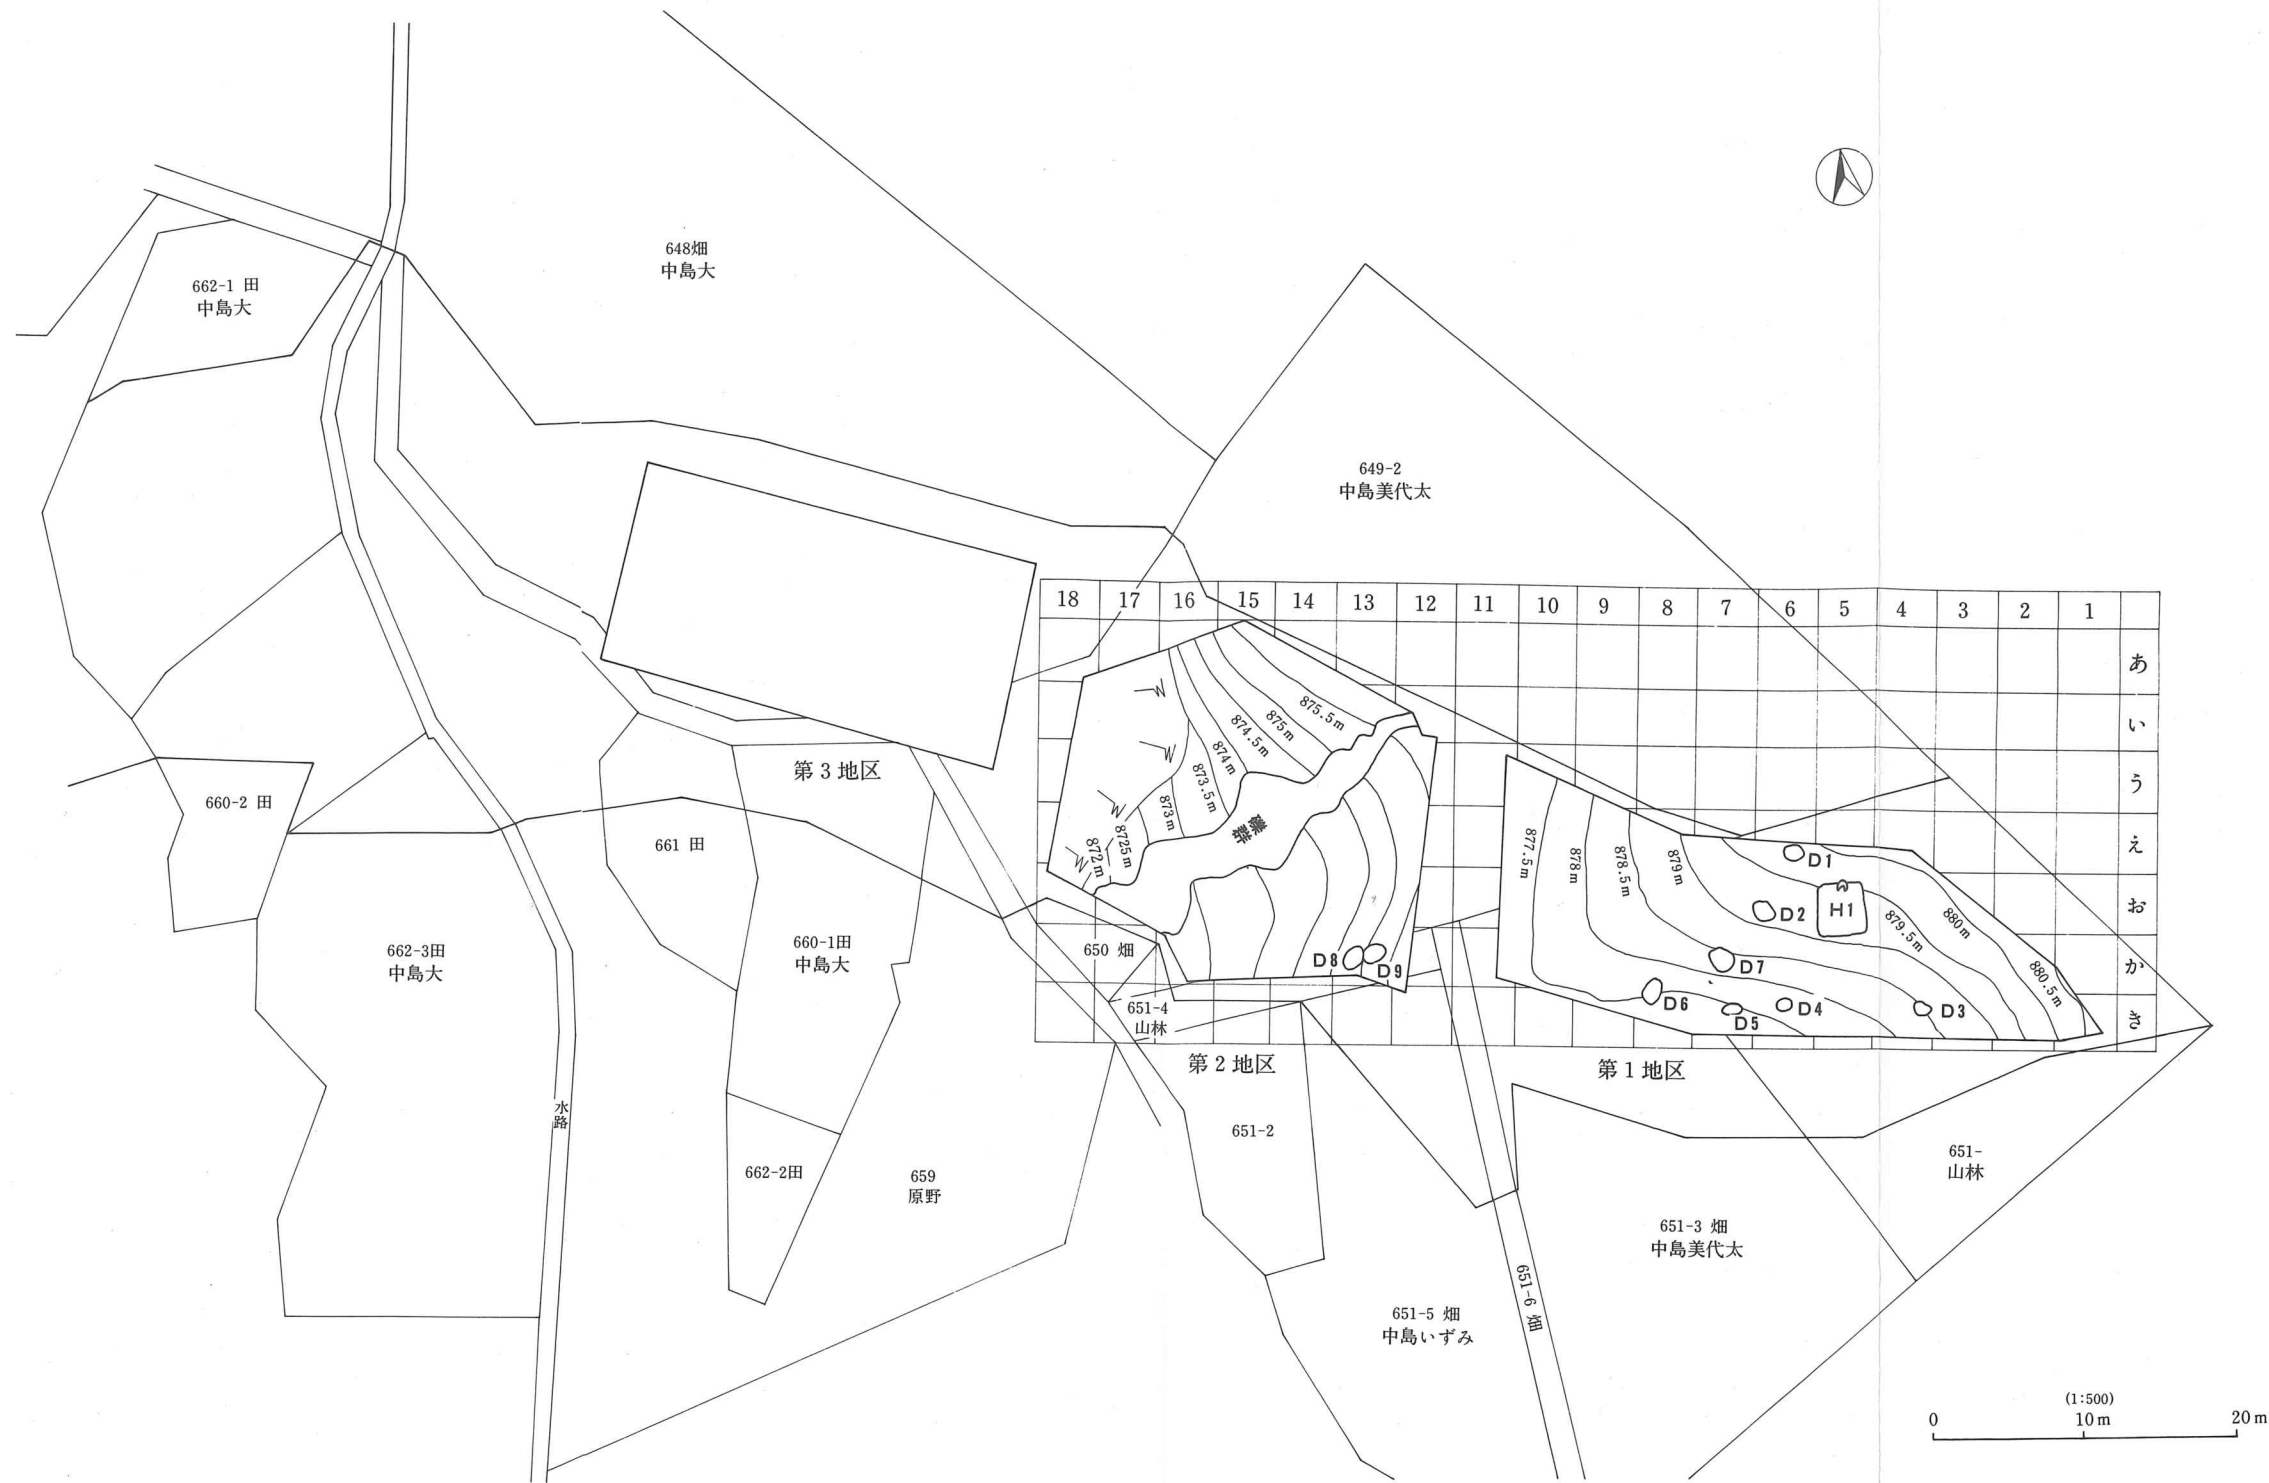 648畑
中島大
662-1 田
中島大
649-2
中島美代太
18 17 16 15 14 13 12 11 10 9 8 7 6 5 4 3 2 1
あ
い
う
え
お
か
き
875.5m
875m
874.5m
874m
873.5m
873m
8725m
872m
礫群
877.5m
878m
878.5m
879m
879.5m
880m
880.5m
D1
H1
D2
D7
D6
D5
D4
D3
D8
D9
第3地区
660-2 田
661 田
662-3田
中島大
660-1田
中島大
650 畑
651-4
山林
第2地区
第1地区
水路
651-2
662-2田
659
原野
651-
山林
651-3 畑
中島美代太
651-6 畑
651-5 畑
中島いずみ
(1:500)
0 10m 20m